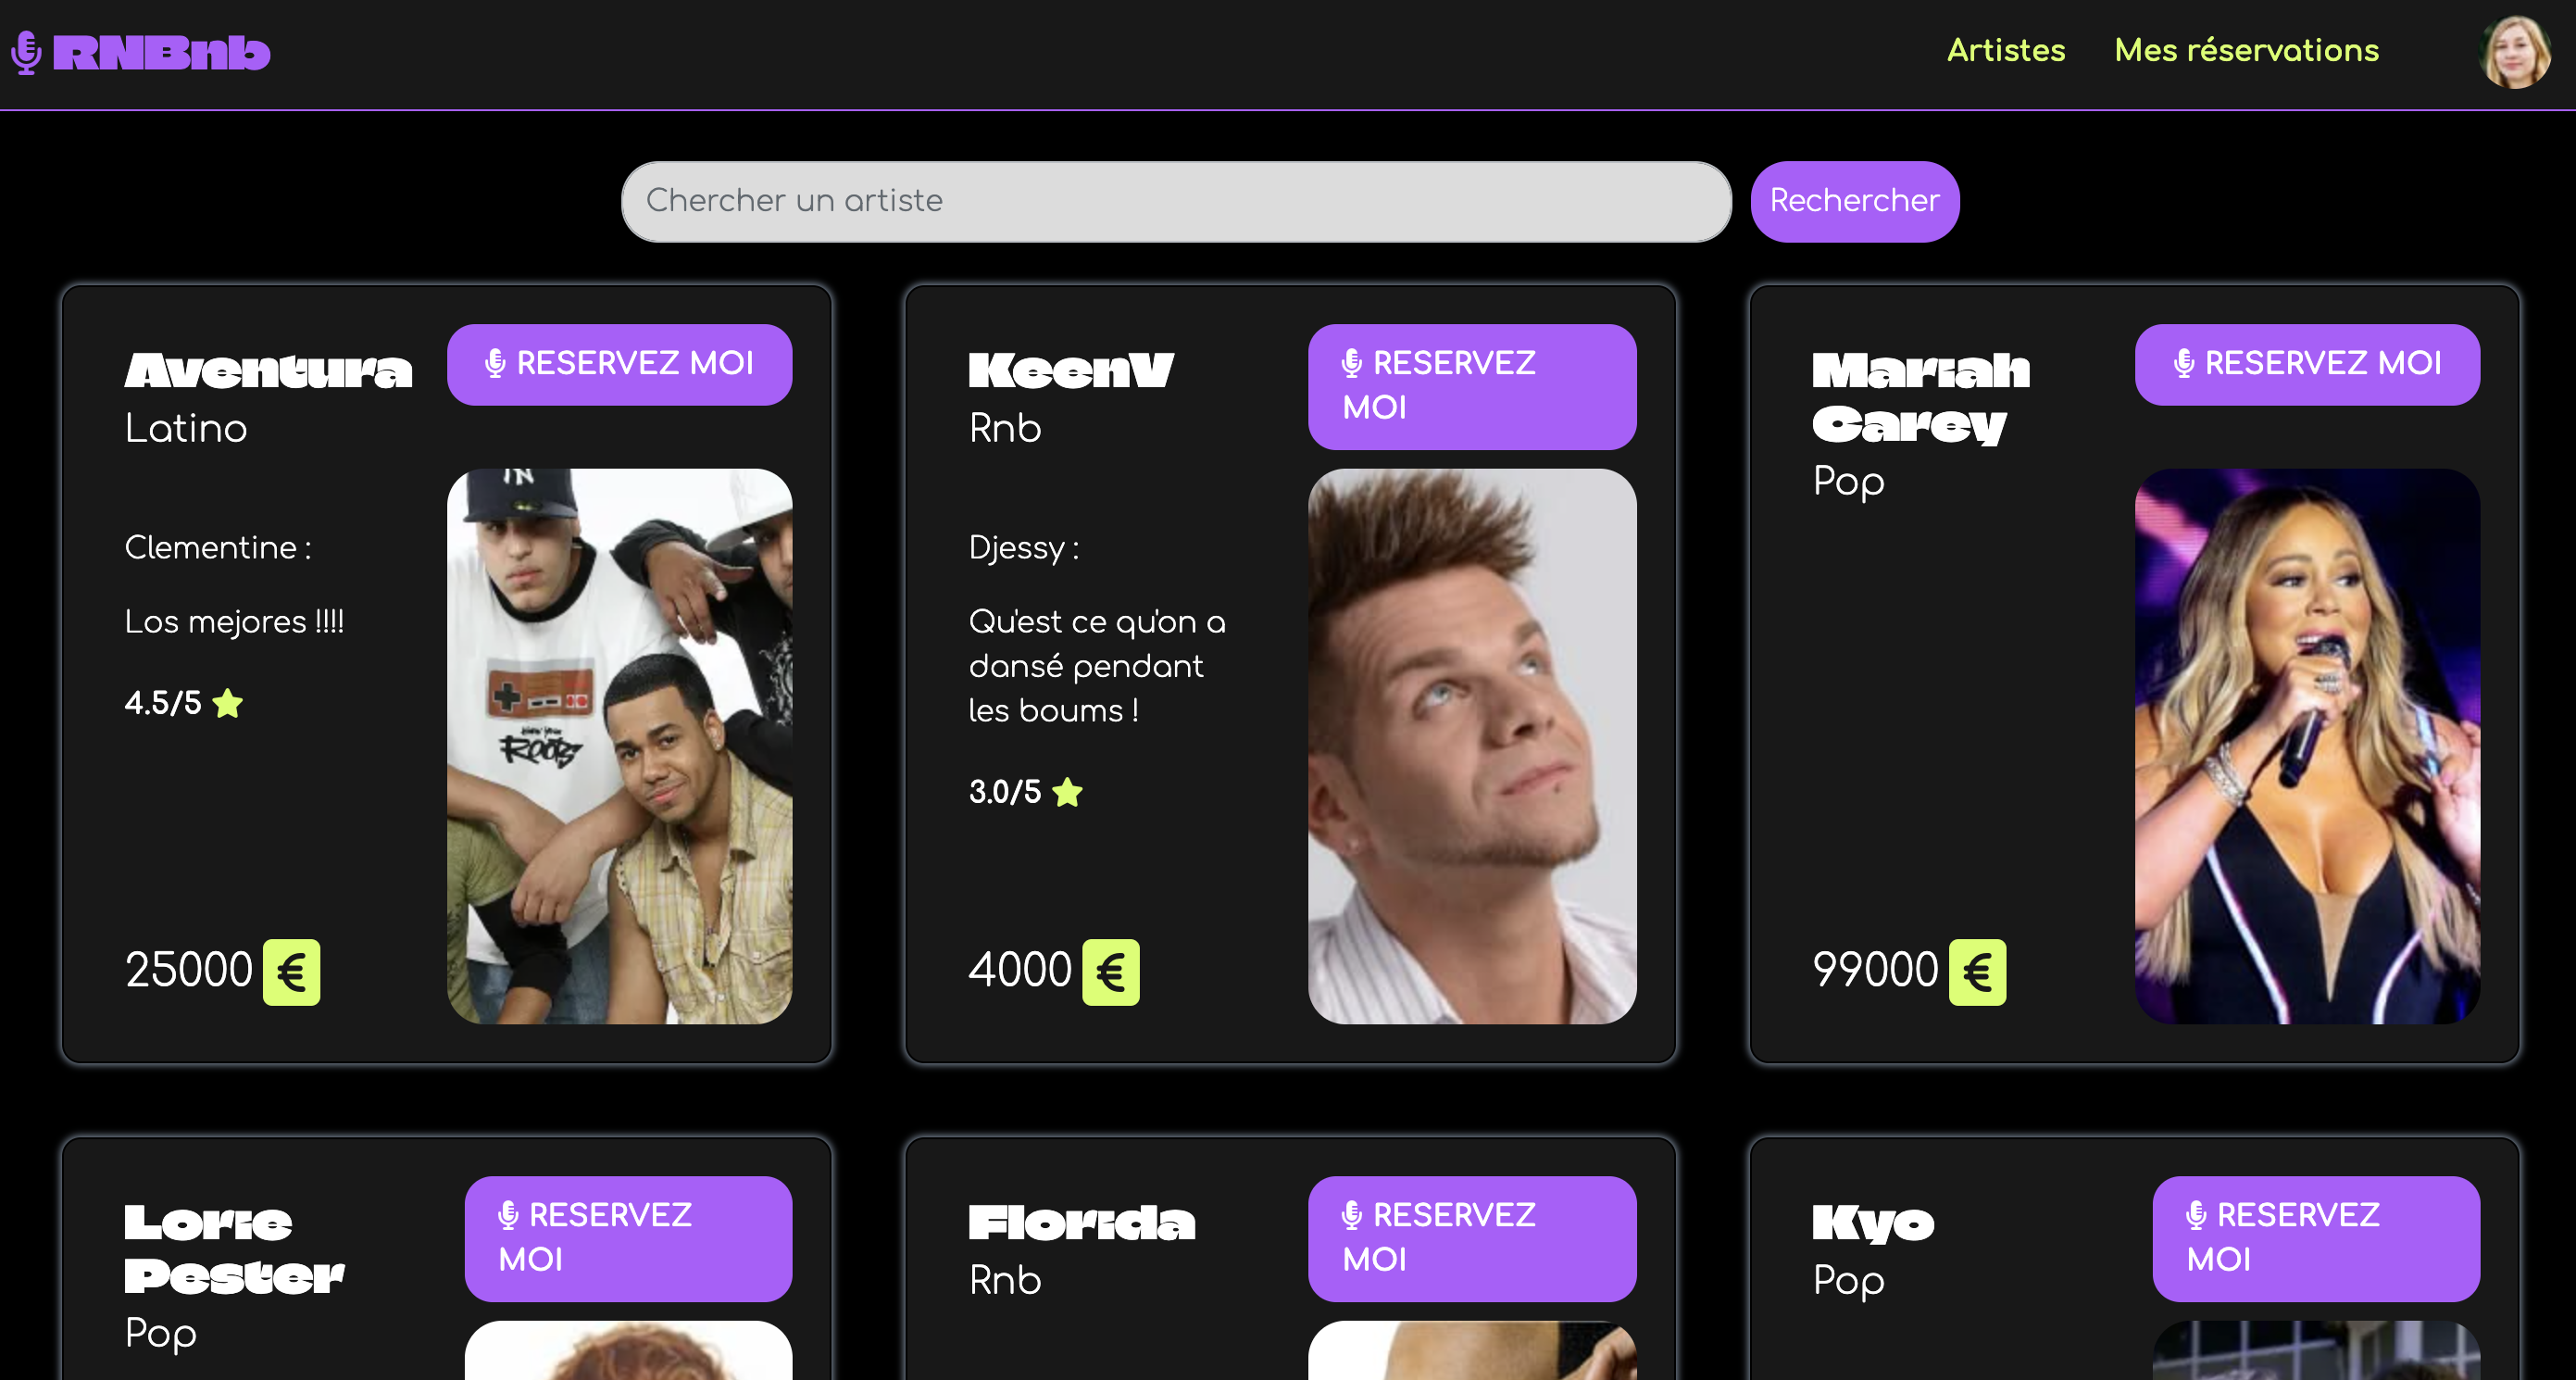 RNBnb
Artistes
Mes réservations
Chercher un artiste
Rechercher
Aventura
Latino
RESERVEZ MOI
Clementine :
Los mejores !!!!
4.5/5
25000 €
ROOTS
KeenV
Rnb
RESERVEZ
MOI
Djessy :
Qu'est ce qu'on a
dansé pendant
les boums !
3.0/5
4000 €
Mariah
Carey
Pop
RESERVEZ MOI
99000 €
Lorie
Pester
Pop
RESERVEZ
MOI
Florida
Rnb
RESERVEZ
MOI
Kyo
Pop
RESERVEZ
MOI